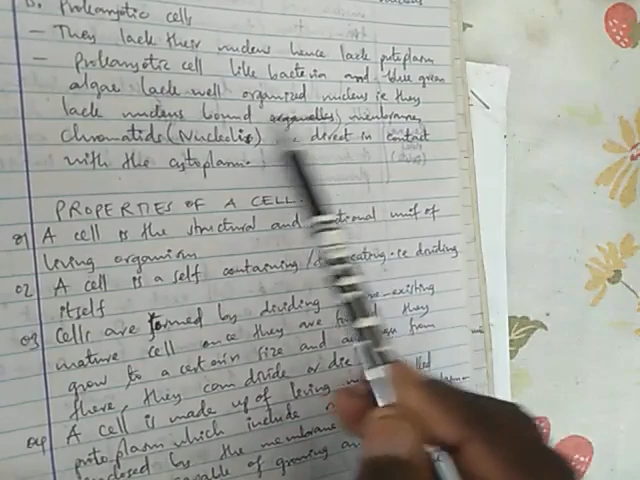 B. Prokaryotic cells
- They lack their nucleus hence lack protoplasm
- Prokaryotic cell like bacteria and blue green
algae lack well organized nucleus ie they
lack nucleus bound organelles, membrane,
chromatids (Nucleolis) direct in contact
with the cytoplasm.
PROPERTIES OF A CELL.
01 A cell is the structural and unit of
living organism
02 A cell is a self containing / ie dividing
itself
03 Cells are formed by dividing pre-existing
mature cell once they are they
grow to a certain size and from
there, they can divide or die
04 A cell is made up of living called
protoplasm which include
enclosed by the membrane
capable of growing